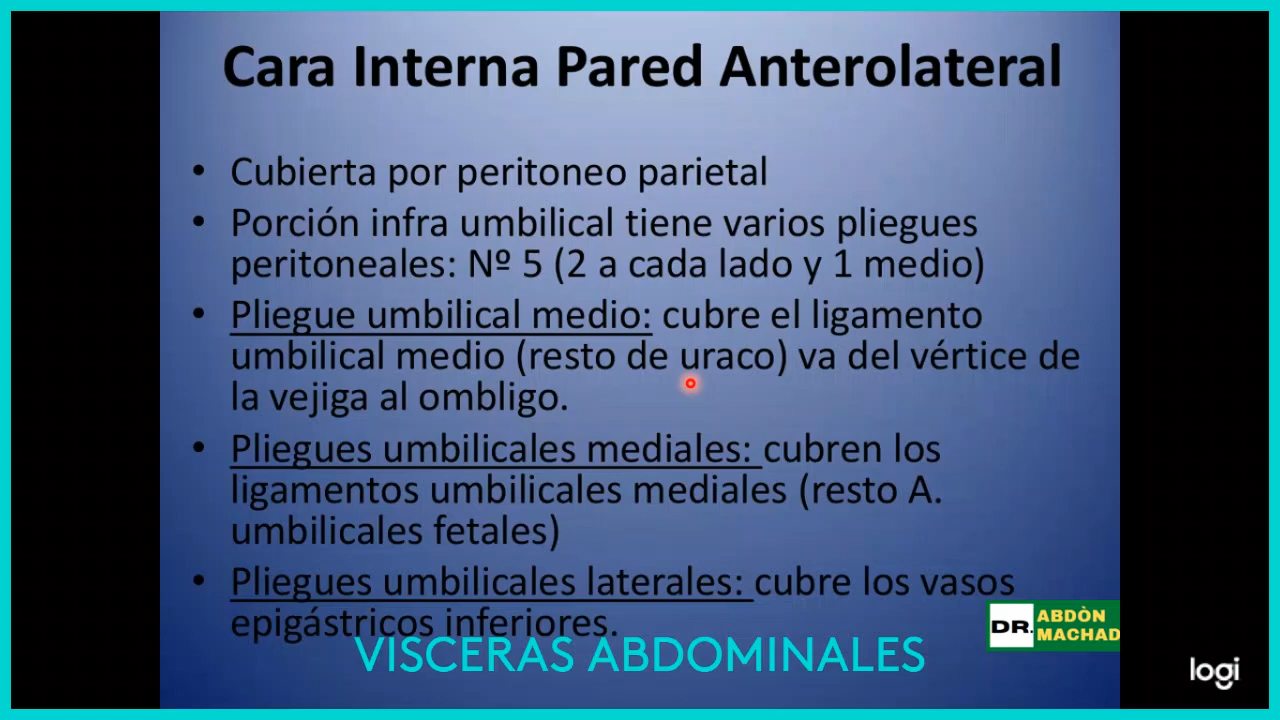 Cara Interna Pared Anterolateral
• Cubierta por peritoneo parietal
• Porción infra umbilical tiene varios pliegues
peritoneales: Nº 5 (2 a cada lado y 1 medio)
• Pliegue umbilical medio: cubre el ligamento
umbilical medio (resto de uraco) va del vértice de
la vejiga al ombligo.
• Pliegues umbilicales mediales: cubren los
ligamentos umbilicales mediales (resto A.
umbilicales fetales)
• Pliegues umbilicales laterales: cubre los vasos
epigástricos inferiores.
DR. ABDÒN
MACHAD
VISCERAS ABDOMINALES
logi